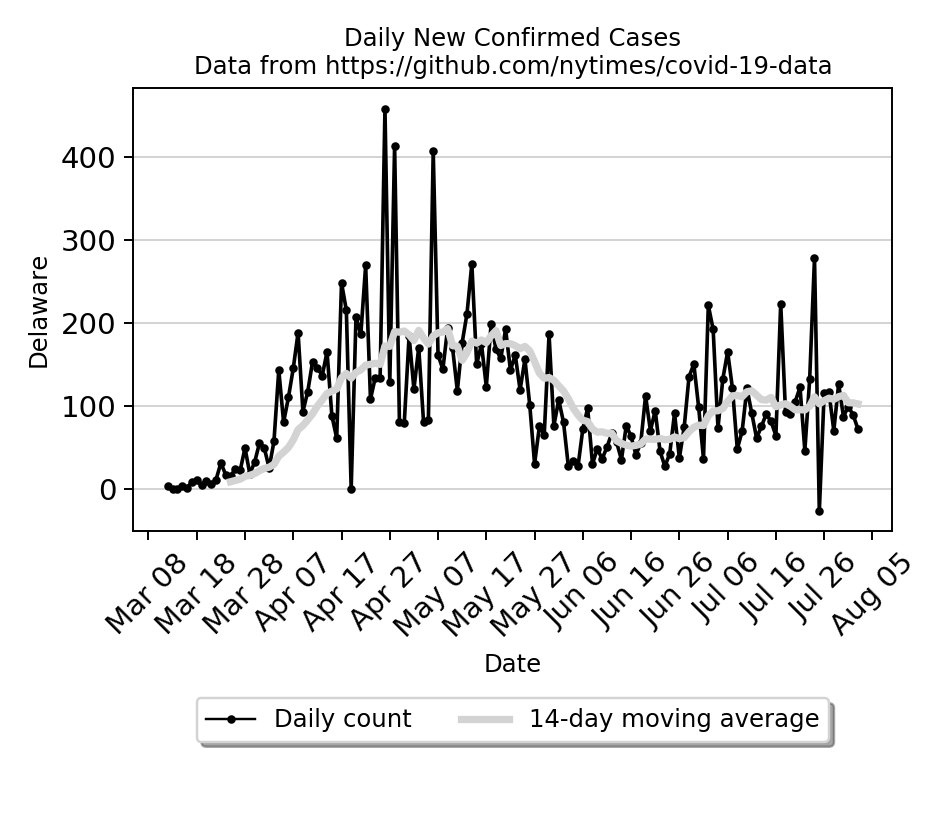 Daily New Confirmed Cases
Data from https://github.com/nytimes/covid-19-data
Delaware
400
300
200
100
0
Mar 08
Mar 18
Mar 28
Apr 07
Apr 17
Apr 27
May 07
May 17
May 27
Jun 06
Jun 16
Jun 26
Jul 06
Jul 16
Jul 26
Aug 05
Date
Daily count
14-day moving average